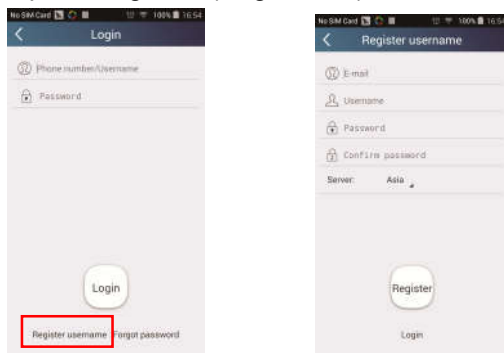 No SIM Card 100% 16:54
Login
Phone number/Username
Password
Login
Register username Forgot password
No SIM Card 100% 16:54
Register username
E-mail
Username
Password
Confirm password
Server: Asia
Register
Login